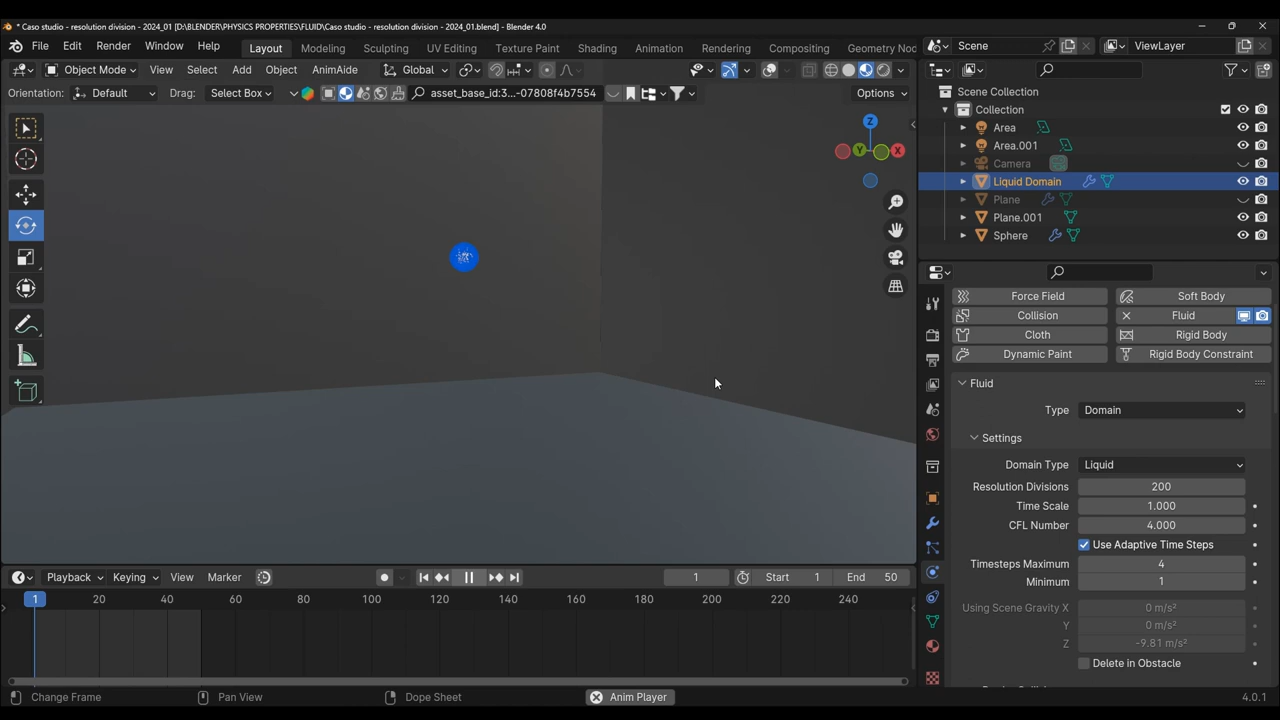 * Caso studio - resolution division - 2024_01 [D:\BLENDER\PHYSICS PROPERTIES\FLUID\Caso studio - resolution division - 2024_01.blend] - Blender 4.0
File Edit Render Window Help
Layout Modeling Sculpting UV Editing Texture Paint Shading Animation Rendering Compositing Geometry Noc
Scene ViewLayer
Object Mode View Select Add Object AnimAide Global
Orientation: Default Drag: Select Box asset_base_id:3...-07808f4b7554 Options
Z
Y X
Scene Collection
Collection
Area
Area.001
Camera
Liquid Domain
Plane
Plane.001
Sphere
Force Field Soft Body
Collision Fluid
Cloth Rigid Body
Dynamic Paint Rigid Body Constraint
Fluid
Type Domain
Settings
Domain Type Liquid
Resolution Divisions 200
Time Scale 1.000
CFL Number 4.000
Use Adaptive Time Steps
Timesteps Maximum 4
Minimum 1
Using Scene Gravity X 0 m/s²
Y 0 m/s²
Z -9.81 m/s²
Delete in Obstacle
Playback Keying View Marker 1 Start 1 End 50
1 20 40 60 80 100 120 140 160 180 200 220 240
Change Frame Pan View Dope Sheet Anim Player 4.0.1